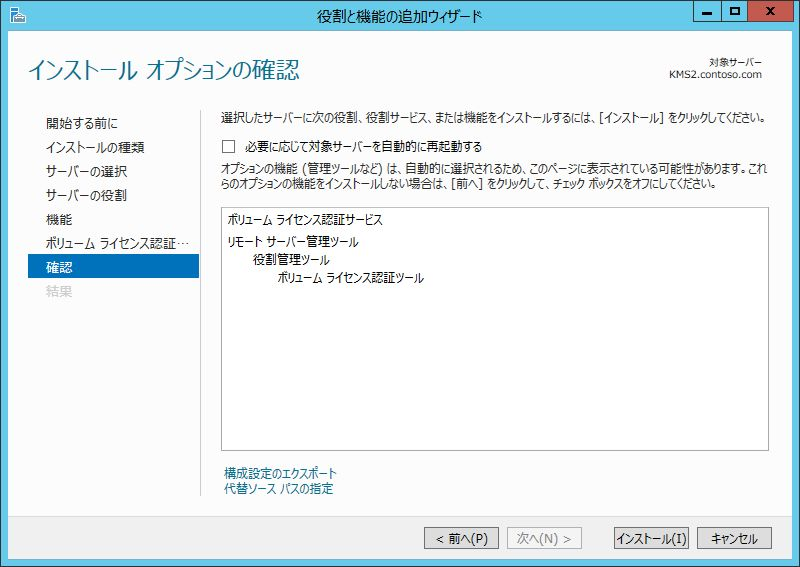 役割と機能の追加ウィザード
インストール オプションの確認
対象サーバー
KMS2.contoso.com
開始する前に
インストールの種類
サーバーの選択
サーバーの役割
機能
ボリューム ライセンス認証…
確認
結果
選択したサーバーに次の役割、役割サービス、または機能をインストールするには、[インストール] をクリックしてください。
必要に応じて対象サーバーを自動的に再起動する
オプションの機能 (管理ツールなど) は、自動的に選択されるため、このページに表示されている可能性があります。これ
らのオプションの機能をインストールしない場合は、[前へ] をクリックして、チェック ボックスをオフにしてください。
ボリューム ライセンス認証サービス
リモート サーバー管理ツール
役割管理ツール
ボリューム ライセンス認証ツール
構成設定のエクスポート
代替ソース パスの指定
< 前へ(P)
次へ(N) >
インストール(I)
キャンセル